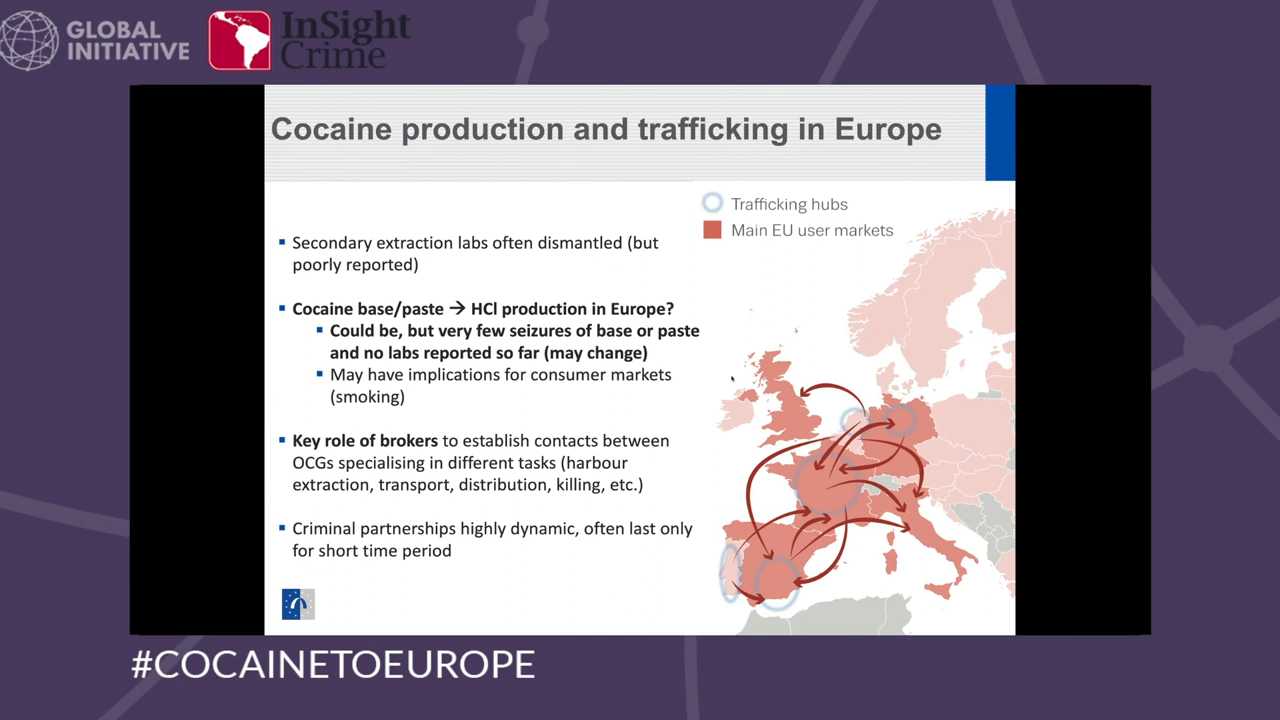 GLOBAL
INITIATIVE
InSight
Crime
Cocaine production and trafficking in Europe
Trafficking hubs
Main EU user markets
▪ Secondary extraction labs often dismantled (but
poorly reported)
▪ Cocaine base/paste → HCl production in Europe?
▪ Could be, but very few seizures of base or paste
and no labs reported so far (may change)
▪ May have implications for consumer markets
(smoking)
▪ Key role of brokers to establish contacts between
OCGs specialising in different tasks (harbour
extraction, transport, distribution, killing, etc.)
▪ Criminal partnerships highly dynamic, often last only
for short time period
#COCAINETOEUROPE